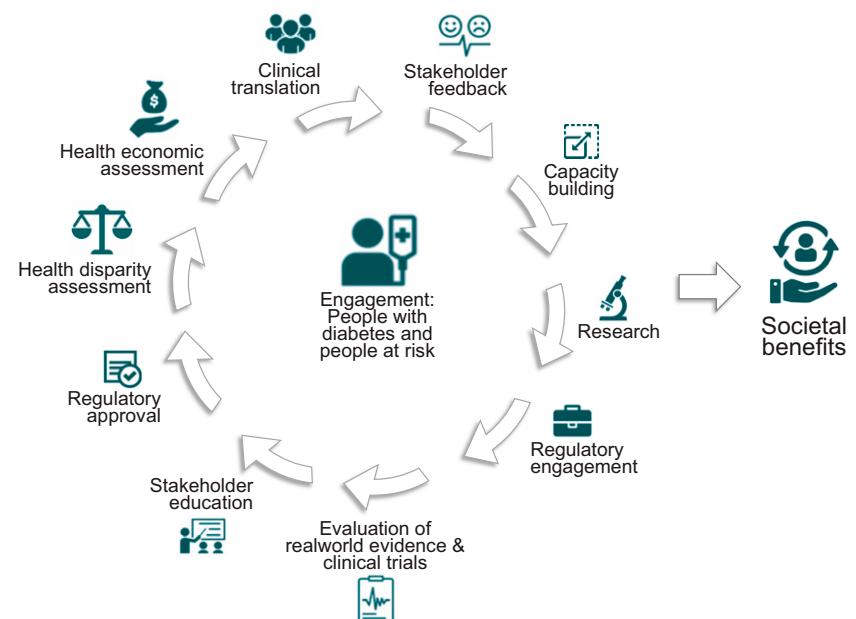 Clinical
translation
Stakeholder
feedback
Health economic
assessment
Capacity
building
Health disparity
assessment
Engagement:
People with
diabetes and
people at risk
Research
Societal
benefits
Regulatory
approval
Regulatory
engagement
Stakeholder
education
Evaluation of
realworld evidence &
clinical trials
$